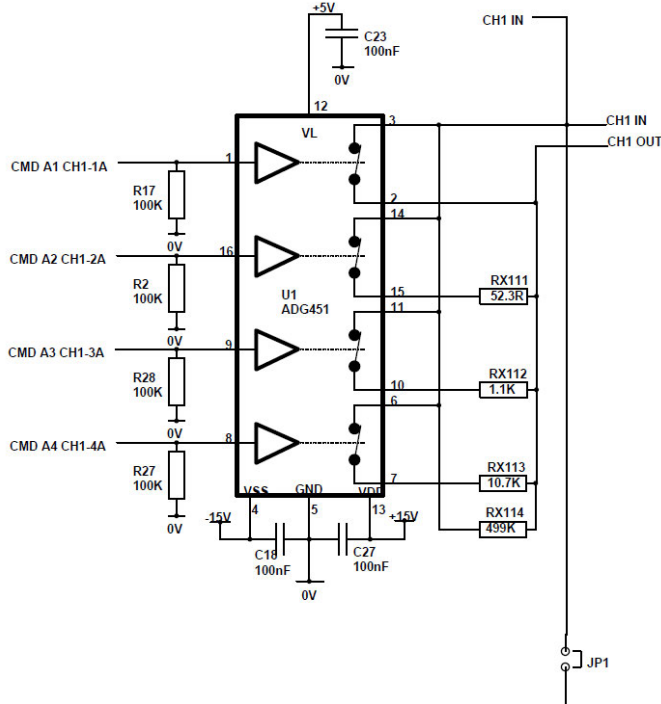 +5V
CH1 IN
C23
100nF
0V
12
VL
3
CH1 IN
CH1 OUT
CMD A1 CH1-1A
1
R17
100K
2
14
0V
CMD A2 CH1-2A
16
R2
100K
U1
ADG451
15
RX111
52.3R
11
0V
CMD A3 CH1-3A
9
R28
100K
10
RX112
1.1K
6
0V
CMD A4 CH1-4A
8
R27
100K
7
RX113
10.7K
VSS
GND
VDD
4
5
13
RX114
499K
0V
-15V
+15V
C18
100nF
C27
100nF
0V
JP1